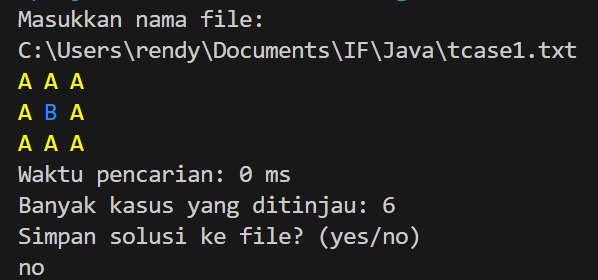 Masukkan nama file:
C:\Users\rendy\Documents\IF\Java\tcase1.txt
A A A
A B A
A A A
Waktu pencarian: 0 ms
Banyak kasus yang ditinjau: 6
Simpan solusi ke file? (yes/no)
no